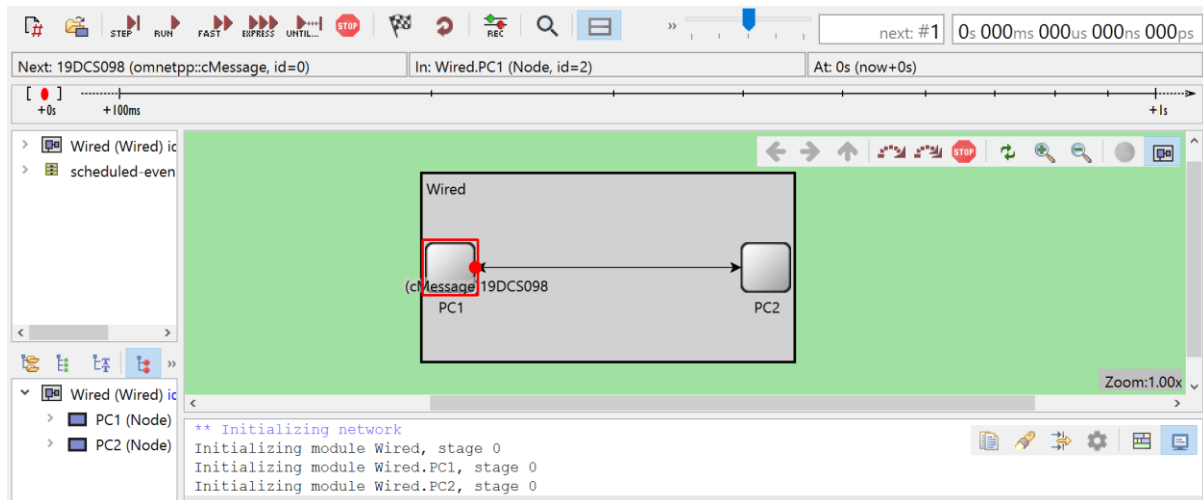 STEP RUN FAST EXPRESS UNTIL... STOP REC » next: #1 0s 000ms 000us 000ns 000ps
Next: 19DCS098 (omnetpp::cMessage, id=0) In: Wired.PC1 (Node, id=2) At: 0s (now+0s)
+0s +100ms +1s
Wired (Wired) ic
scheduled-even
STOP
Wired
(cMessage)19DCS098
PC1 PC2
Zoom:1.00x
»
Wired (Wired) ic
PC1 (Node)
PC2 (Node)
** Initializing network
Initializing module Wired, stage 0
Initializing module Wired.PC1, stage 0
Initializing module Wired.PC2, stage 0